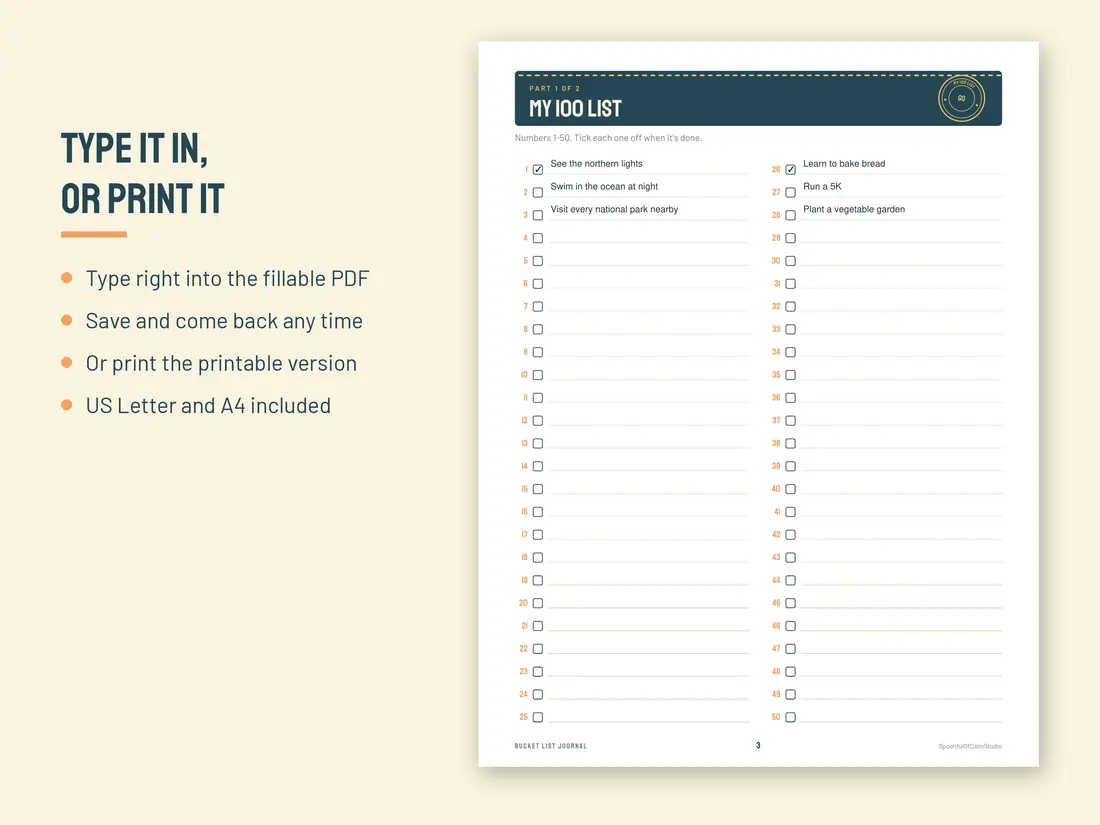 TYPE IT IN,
OR PRINT IT
Type right into the fillable PDF
Save and come back any time
Or print the printable version
US Letter and A4 included
PART 1 OF 2
MY 100 LIST
MY 100 LIST
GO
Numbers 1-50. Tick each one off when it's done.
1 See the northern lights
2 Swim in the ocean at night
3 Visit every national park nearby
4
5
6
7
8
9
10
11
12
13
14
15
16
17
18
19
20
21
22
23
24
25
26 Learn to bake bread
27 Run a 5K
28 Plant a vegetable garden
29
30
31
32
33
34
35
36
37
38
39
40
41
42
43
44
45
46
47
48
49
50
BUCKET LIST JOURNAL
3
SpoonfulOfCalmStudio